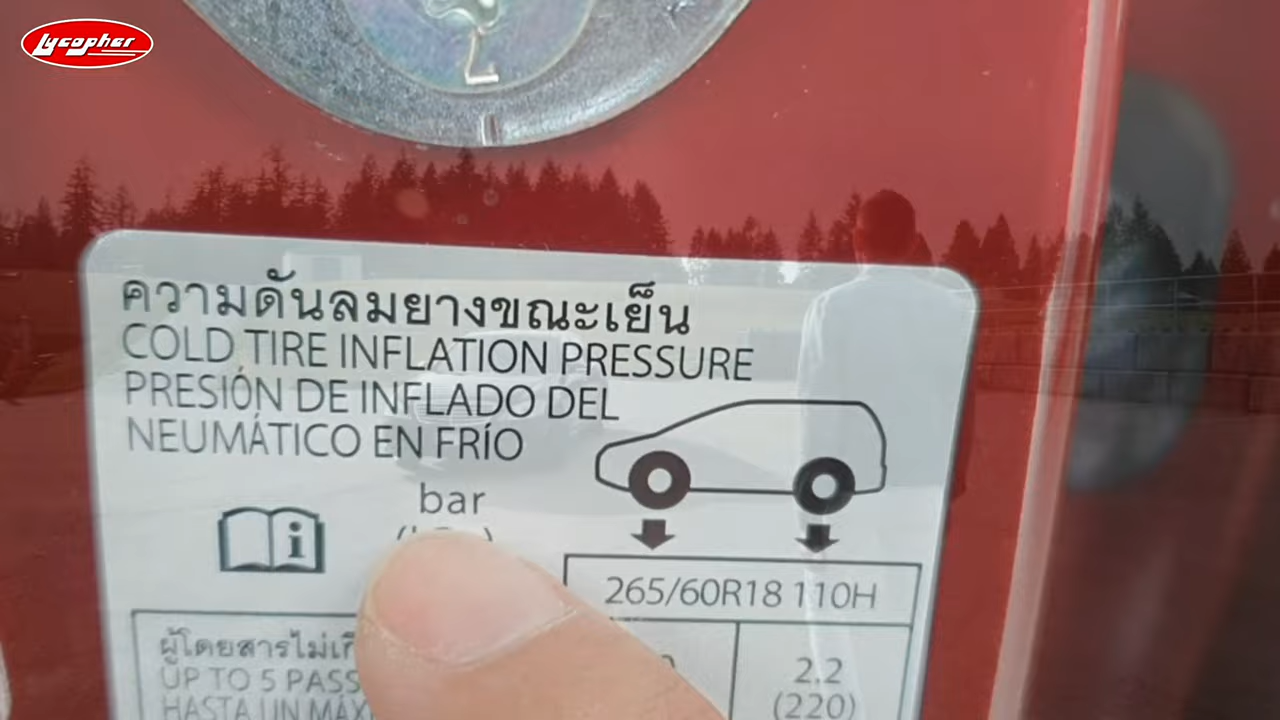 Lycopher
ความดันลมยางขณะเย็น
COLD TIRE INFLATION PRESSURE
PRESIÓN DE INFLADO DEL
NEUMÁTICO EN FRÍO
bar
265/60R18 110H
2.2
(220)
UP TO 5
HASTA UN